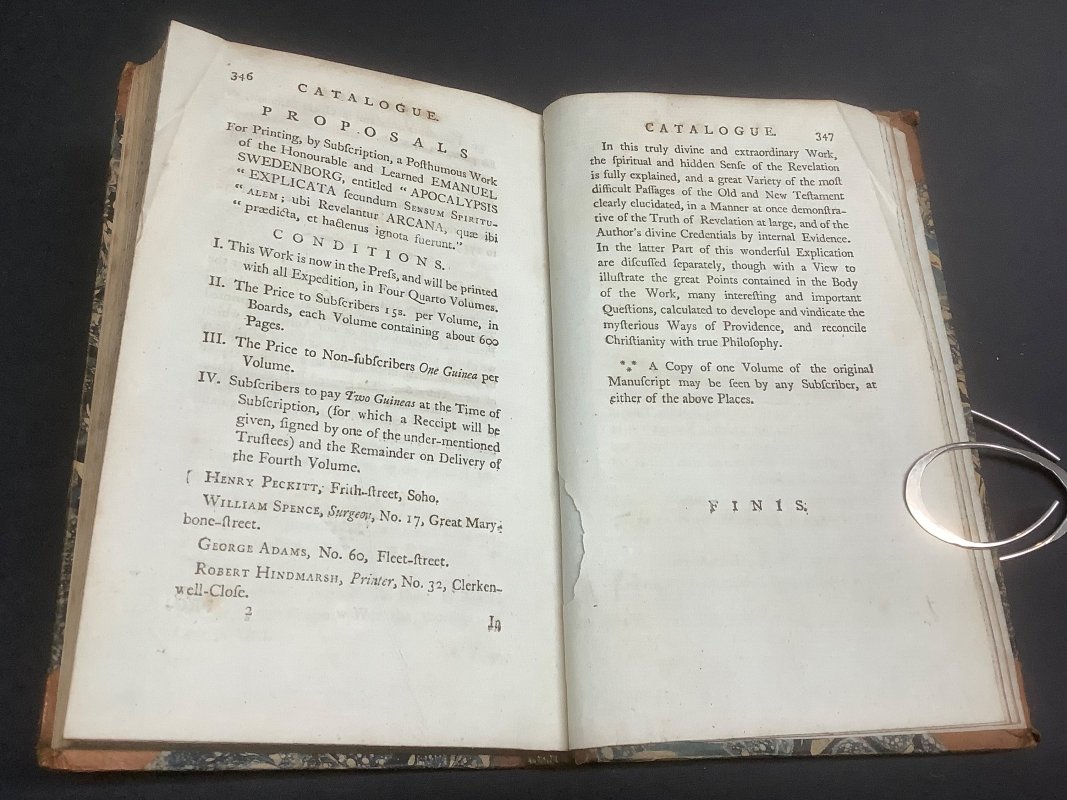 346
CATALOGUE.
PROPOSALS
For Printing, by Subſcription, a Poſthumous Work
of the Honourable and Learned EMANUEL
SWEDENBORG, entitled “ APOCALYPSIS
“ EXPLICATA ſecundum SENSUM SPIRITU-
“ ALEM; ubi Revelantur ARCANA, quæ ibi
“ prædicta, et hactenus ignota fuerunt.”
CONDITIONS.
I. This Work is now in the Preſs, and will be printed
with all Expedition, in Four Quarto Volumes.
II. The Price to Subſcribers 15s. per Volume, in
Boards, each Volume containing about 600
Pages.
III. The Price to Non-ſubſcribers One Guinea per
Volume.
IV. Subſcribers to pay Two Guineas at the Time of
Subſcription, (for which a Receipt will be
given, ſigned by one of the under-mentioned
Truſtees) and the Remainder on Delivery of
the Fourth Volume.
HENRY PECKITT, Frith-ſtreet, Soho.
WILLIAM SPENCE, Surgeon, No. 17, Great Mary-
bone-ſtreet.
GEORGE ADAMS, No. 60, Fleet-ſtreet.
ROBERT HINDMARSH, Printer, No. 32, Clerken-
well-Cloſe.
2
In
CATALOGUE.
347
In this truly divine and extraordinary Work,
the ſpiritual and hidden Senſe of the Revelation
is fully explained, and a great Variety of the moſt
difficult Paſſages of the Old and New Teſtament
clearly elucidated, in a Manner at once demonſtra-
tive of the Truth of Revelation at large, and of the
Author's divine Credentials by internal Evidence.
In the latter Part of this wonderful Explication
are diſcuſſed ſeparately, though with a View to
illuſtrate the great Points contained in the Body
of the Work, many intereſting and important
Queſtions, calculated to develope and vindicate the
myſterious Ways of Providence, and reconcile
Chriſtianity with true Philoſophy.
*** A Copy of one Volume of the original
Manuſcript may be ſeen by any Subſcriber, at
either of the above Places.
FINIS.